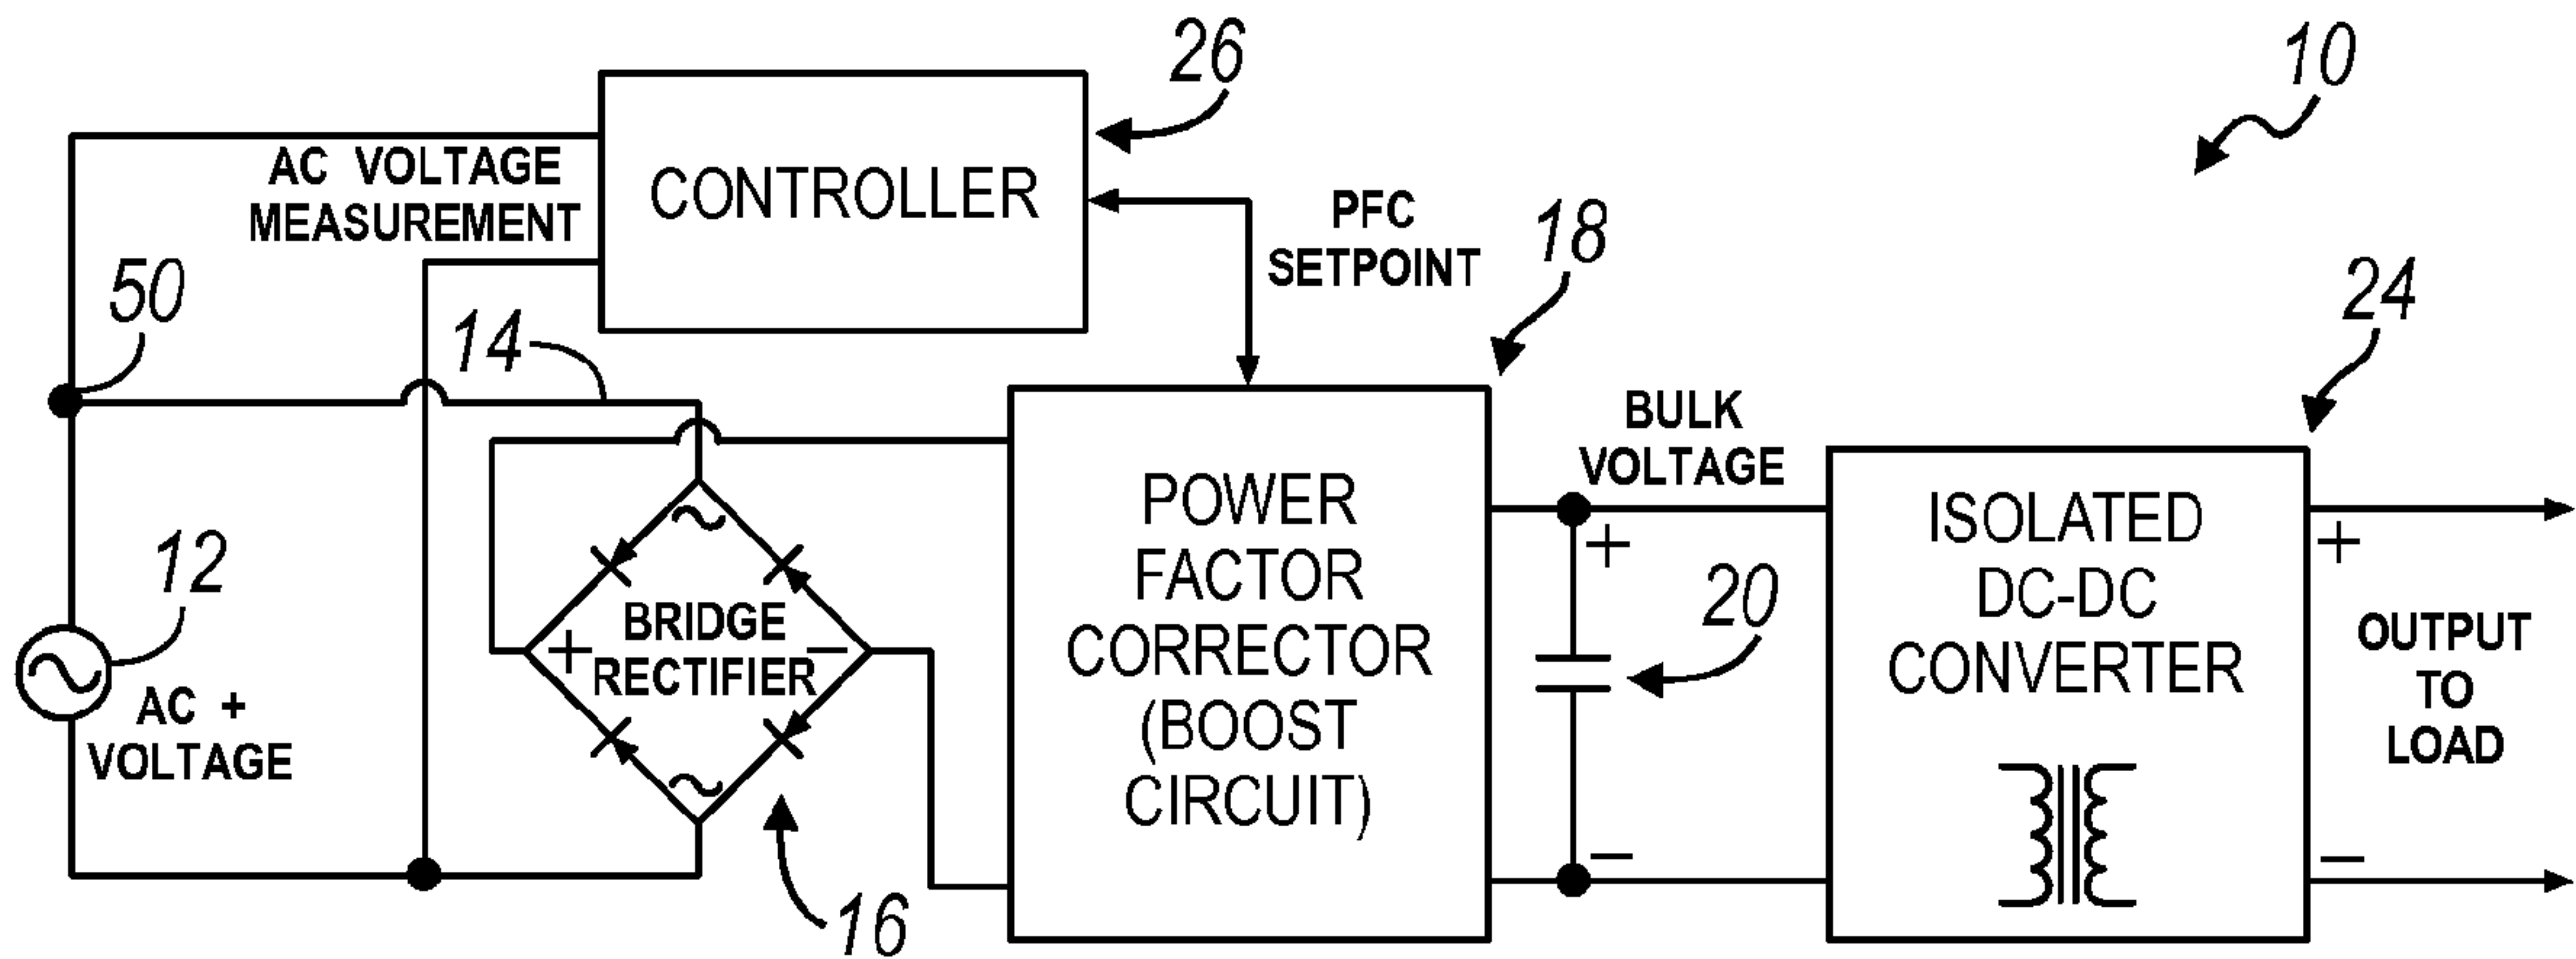 26
10
AC VOLTAGE
MEASUREMENT
CONTROLLER
PFC
SETPOINT
18
50
14
24
BULK
VOLTAGE
12
AC +
VOLTAGE
+
BRIDGE
RECTIFIER
−
16
POWER
FACTOR
CORRECTOR
(BOOST
CIRCUIT)
+
20
−
ISOLATED
DC-DC
CONVERTER
+
OUTPUT
TO
LOAD
−